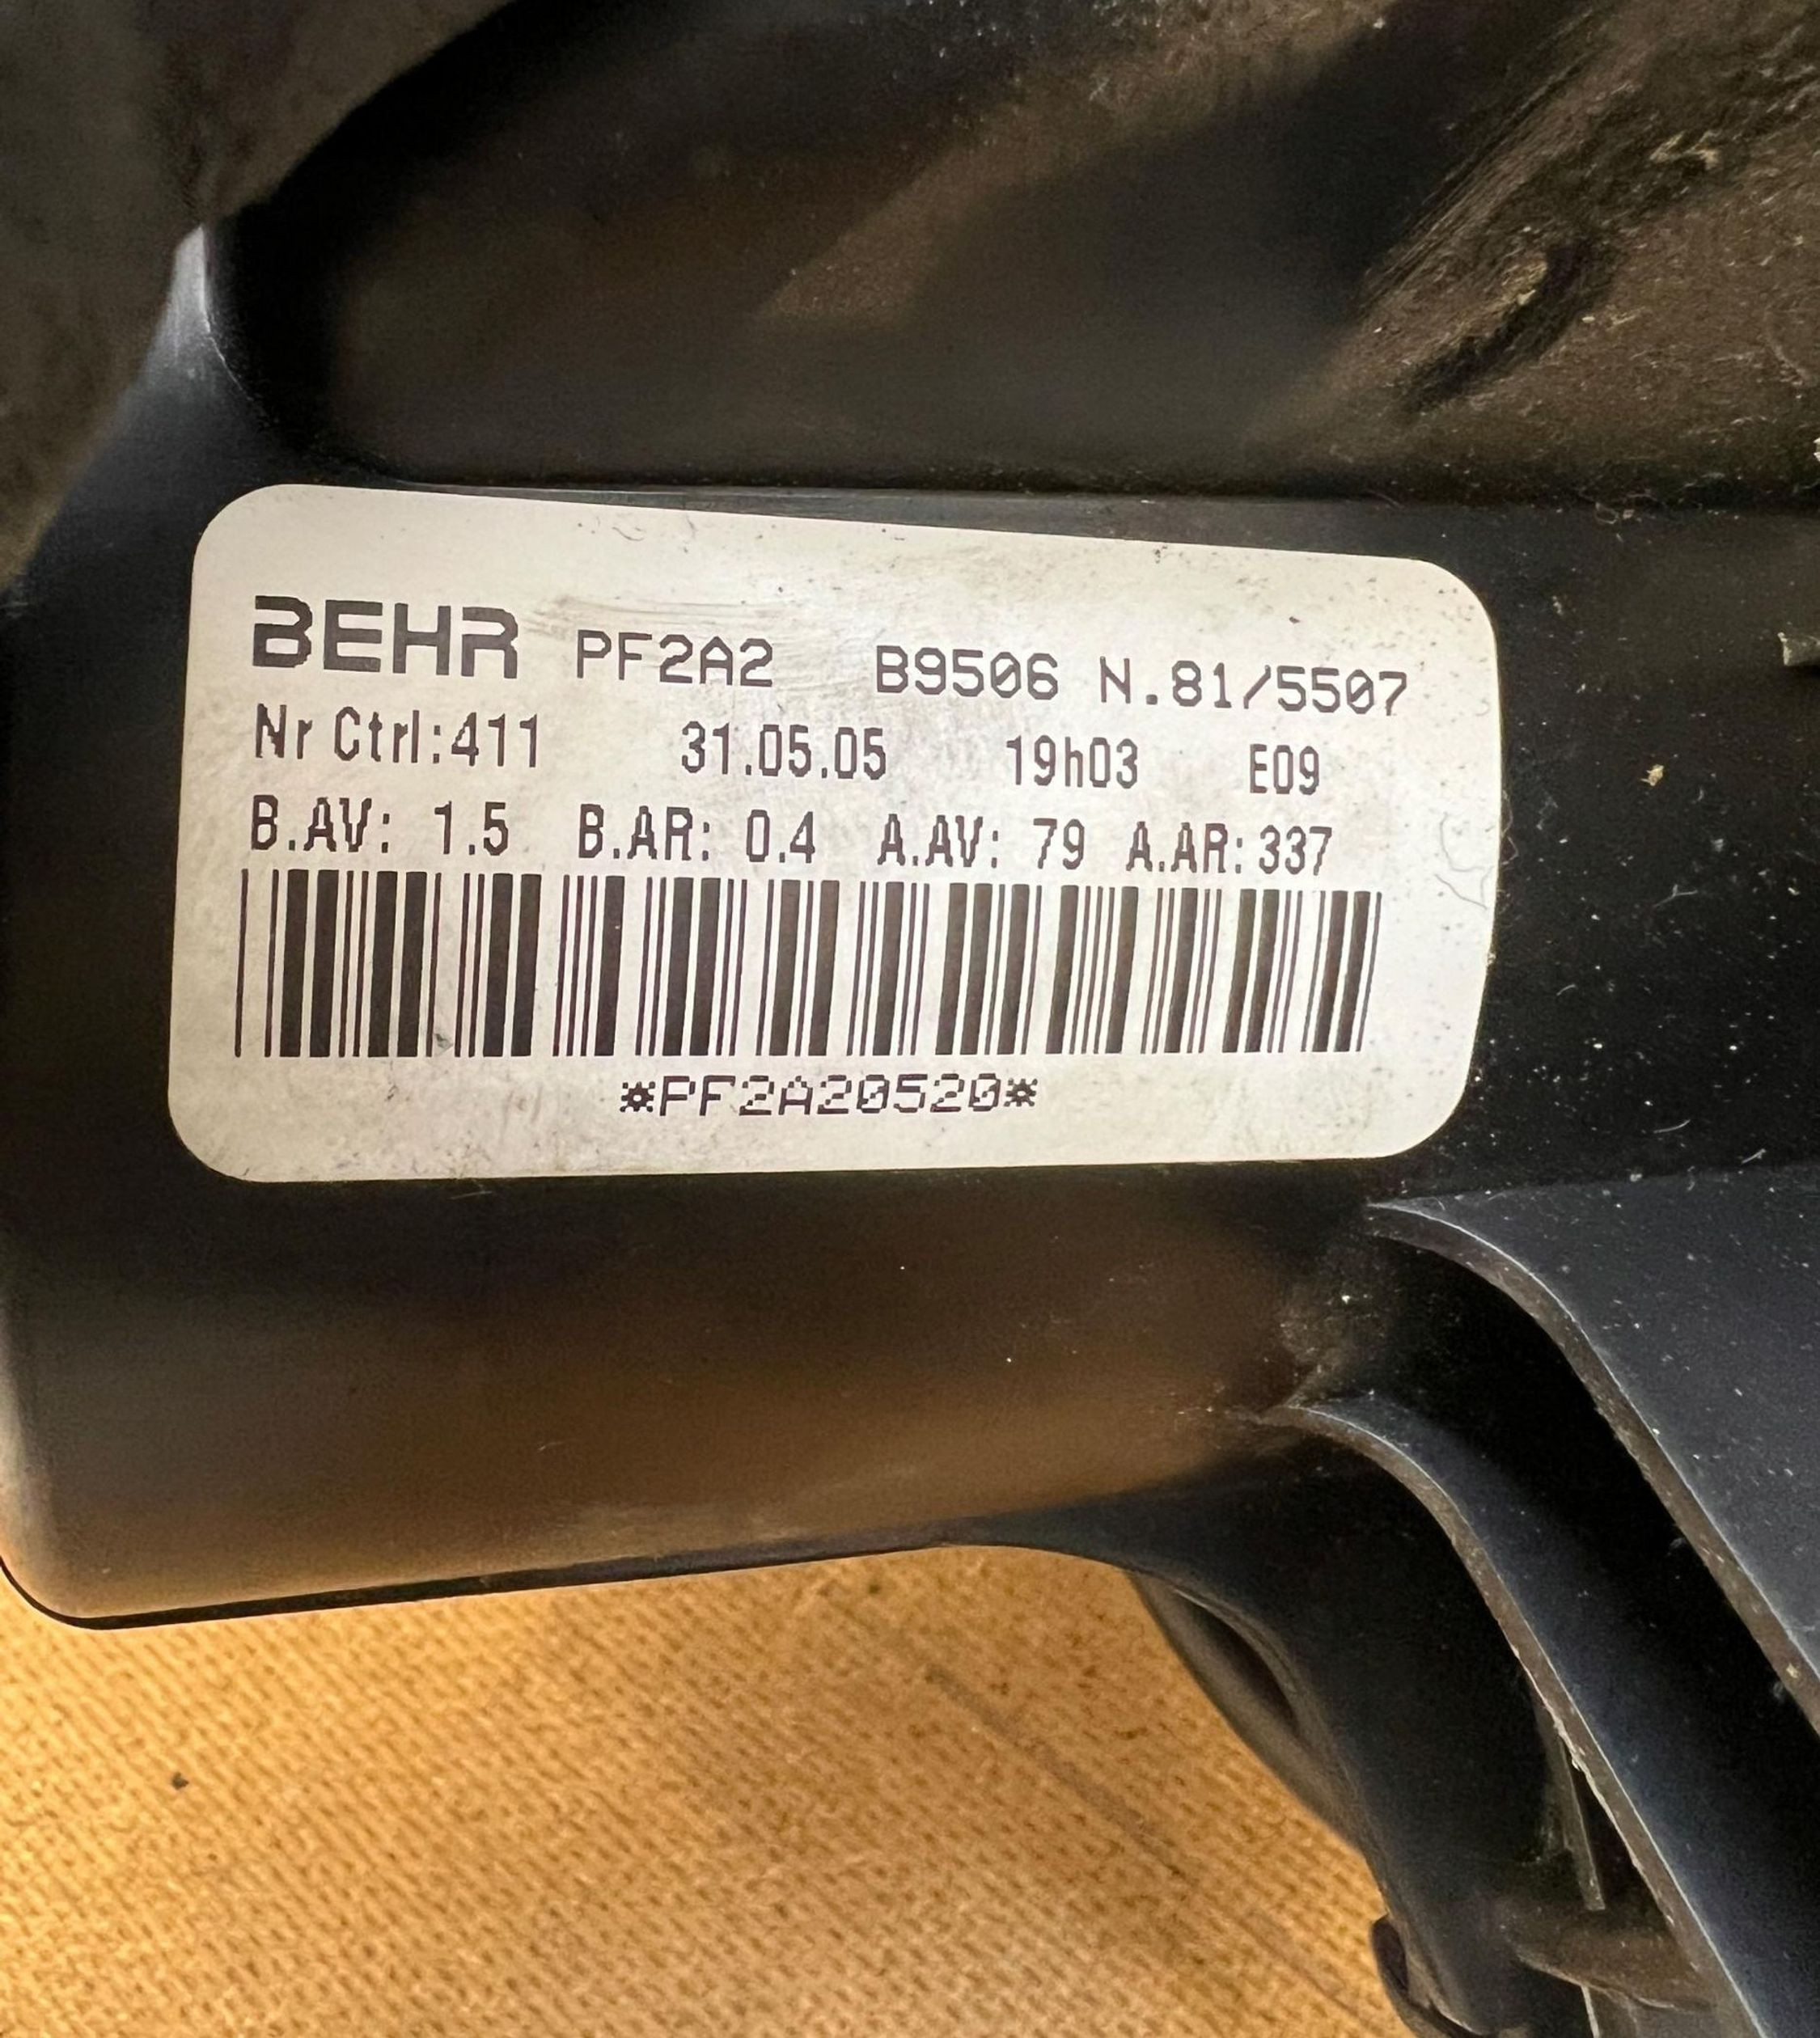 BEHR PF2A2 B9506 N.81/5507
Nr Ctrl:411 31.05.05 19h03 E09
B.AV: 1.5 B.AR: 0.4 A.AV: 79 A.AR:337
*PF2A20520*